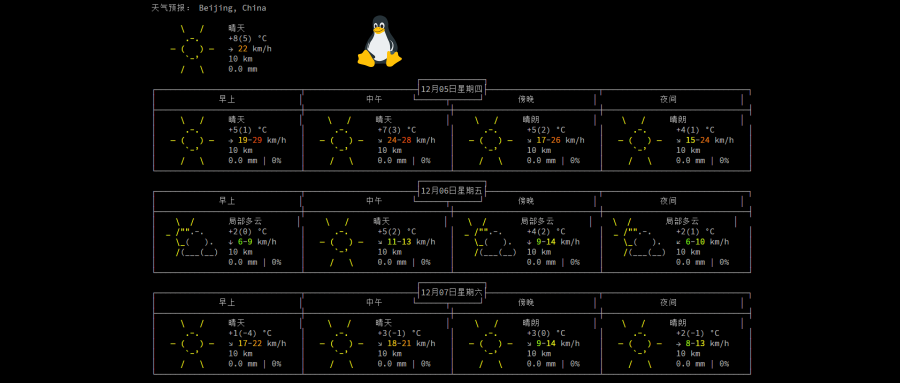 天气预报: Beijing, China
晴天
+8(5) °C
→ 22 km/h
10 km
0.0 mm
12月05日星期四
早上 中午 傍晚 夜间
晴天 晴天 晴朗 晴朗
+5(1) °C +7(3) °C +5(2) °C +4(1) °C
→ 19-29 km/h ↘ 24-28 km/h ↘ 17-26 km/h ↘ 15-24 km/h
10 km 10 km 10 km 10 km
0.0 mm | 0% 0.0 mm | 0% 0.0 mm | 0% 0.0 mm | 0%
12月06日星期五
早上 中午 傍晚 夜间
局部多云 晴天 局部多云 局部多云
+2(0) °C +5(2) °C +4(2) °C +2(1) °C
↓ 6-9 km/h ↘ 11-13 km/h ↓ 9-14 km/h ↙ 6-10 km/h
10 km 10 km 10 km 10 km
0.0 mm | 0% 0.0 mm | 0% 0.0 mm | 0% 0.0 mm | 0%
12月07日星期六
早上 中午 傍晚 夜间
晴天 晴天 晴朗 晴朗
+1(-4) °C +3(-1) °C +3(0) °C +2(-1) °C
↘ 17-22 km/h ↘ 18-21 km/h ↘ 9-14 km/h → 8-13 km/h
10 km 10 km 10 km 10 km
0.0 mm | 0% 0.0 mm | 0% 0.0 mm | 0% 0.0 mm | 0%